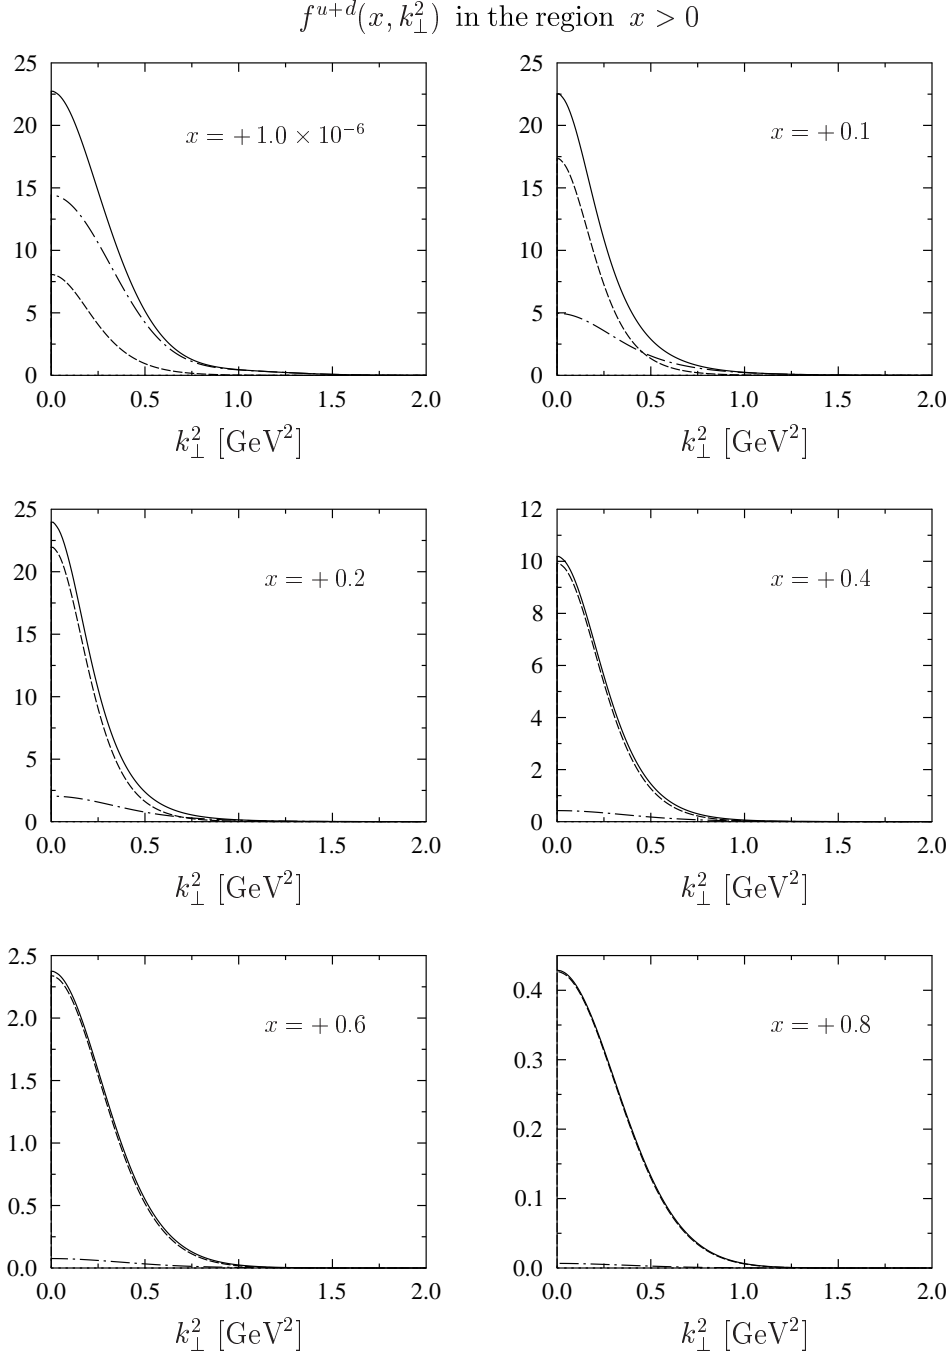 f^{u+d}(x, k_⊥^2) in the region x > 0
25
20
15
10
5
0
0.0 0.5 1.0 1.5 2.0
x = + 1.0 × 10^{−6}
k_⊥^2 [GeV^2]
25
20
15
10
5
0
0.0 0.5 1.0 1.5 2.0
x = + 0.1
k_⊥^2 [GeV^2]
25
20
15
10
5
0
0.0 0.5 1.0 1.5 2.0
x = + 0.2
k_⊥^2 [GeV^2]
12
10
8
6
4
2
0
0.0 0.5 1.0 1.5 2.0
x = + 0.4
k_⊥^2 [GeV^2]
2.5
2.0
1.5
1.0
0.5
0.0
0.0 0.5 1.0 1.5 2.0
x = + 0.6
k_⊥^2 [GeV^2]
0.4
0.3
0.2
0.1
0.0
0.0 0.5 1.0 1.5 2.0
x = + 0.8
k_⊥^2 [GeV^2]